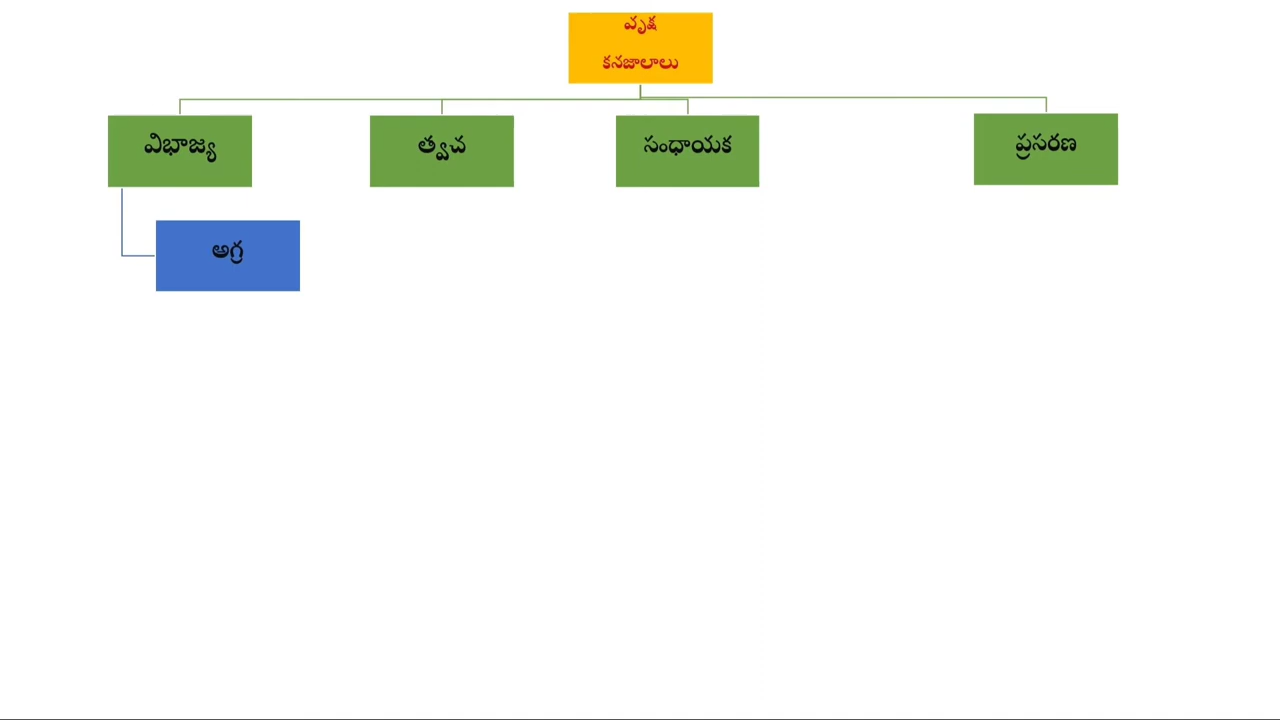 వృక్ష
కనజాలాలు
విభాజ్య
త్వచ
సంధాయక
ప్రసరణ
అగ్ర